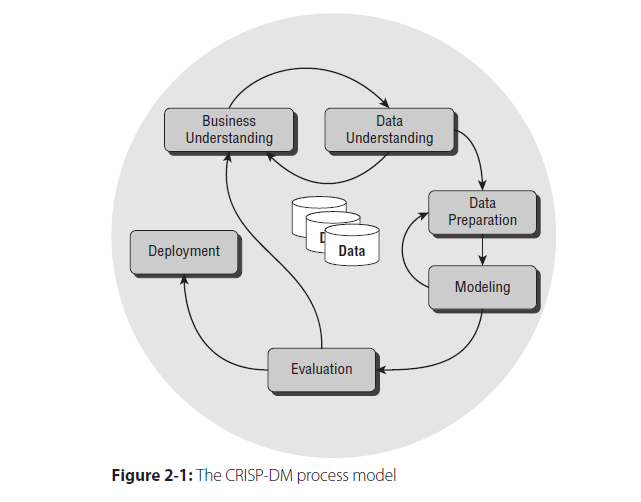 Business
Understanding
Data
Understanding
Data
Preparation
Data
Deployment
Modeling
Evaluation
Figure 2-1: The CRISP-DM process model